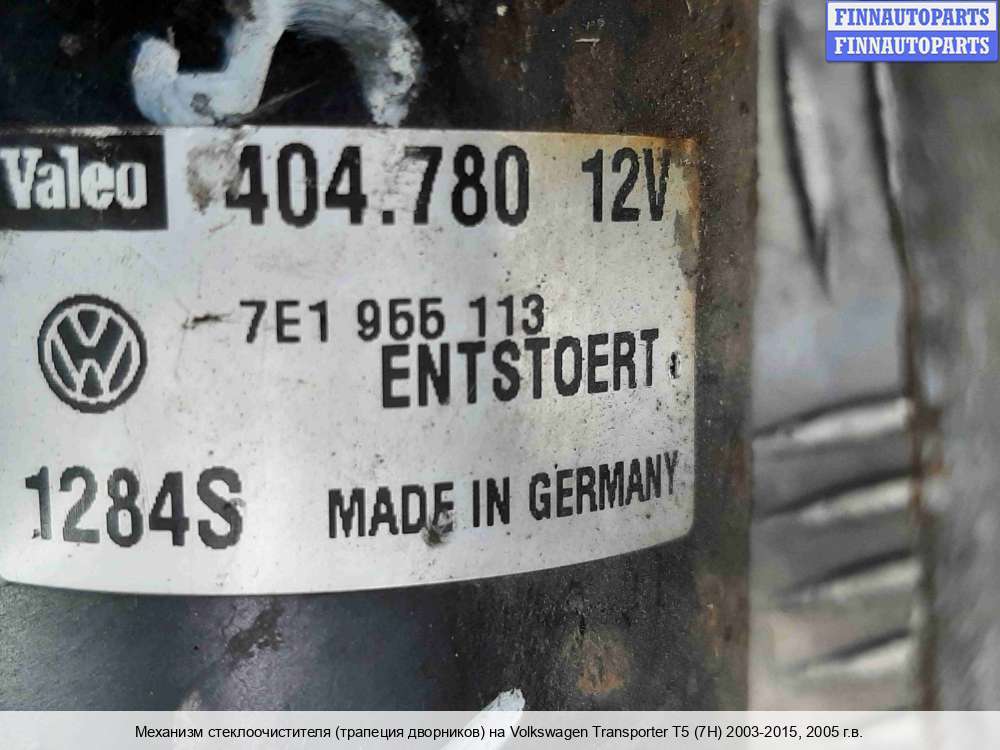 FINNAUTOPARTS
FINNAUTOPARTS
Valeo 404.780 12V
7E1 955 113
ENTSTOERT
1284S MADE IN GERMANY
Механизм стеклоочистителя (трапеция дворников) на Volkswagen Transporter T5 (7H) 2003-2015, 2005 г.в.